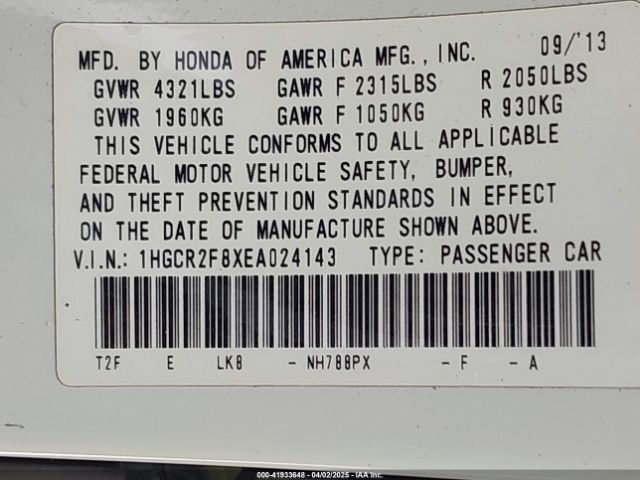 MFD. BY HONDA OF AMERICA MFG., INC. 09/'13
GVWR 4321LBS GAWR F 2315LBS R 2050LBS
GVWR 1960KG GAWR F 1050KG R 930KG
THIS VEHICLE CONFORMS TO ALL APPLICABLE
FEDERAL MOTOR VEHICLE SAFETY, BUMPER,
AND THEFT PREVENTION STANDARDS IN EFFECT
ON THE DATE OF MANUFACTURE SHOWN ABOVE.
V.I.N.: 1HGCR2F8XEA024143 TYPE: PASSENGER CAR
T2F E LK8 - NH788PX - F - A
000-41933648 - 04/02/2025 - IAA, Inc.